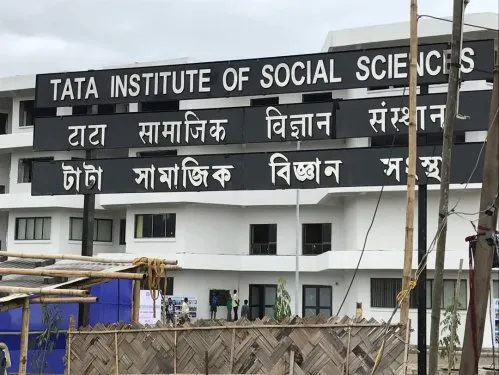 TATA INSTITUTE OF SOCIAL SCIENCES
टाटा सामाजिक विज्ञान संस्थान
টাটা সামাজিক বিজ্ঞান সংস্থা